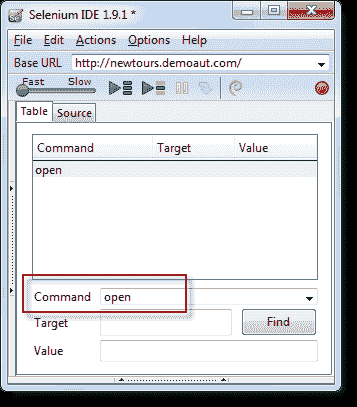 Selenium IDE 1.9.1 *
File Edit Actions Options Help
Base URL http://newtours.demoaut.com/
Fast Slow
Table Source
Command Target Value
open
Command open
Target Find
Value